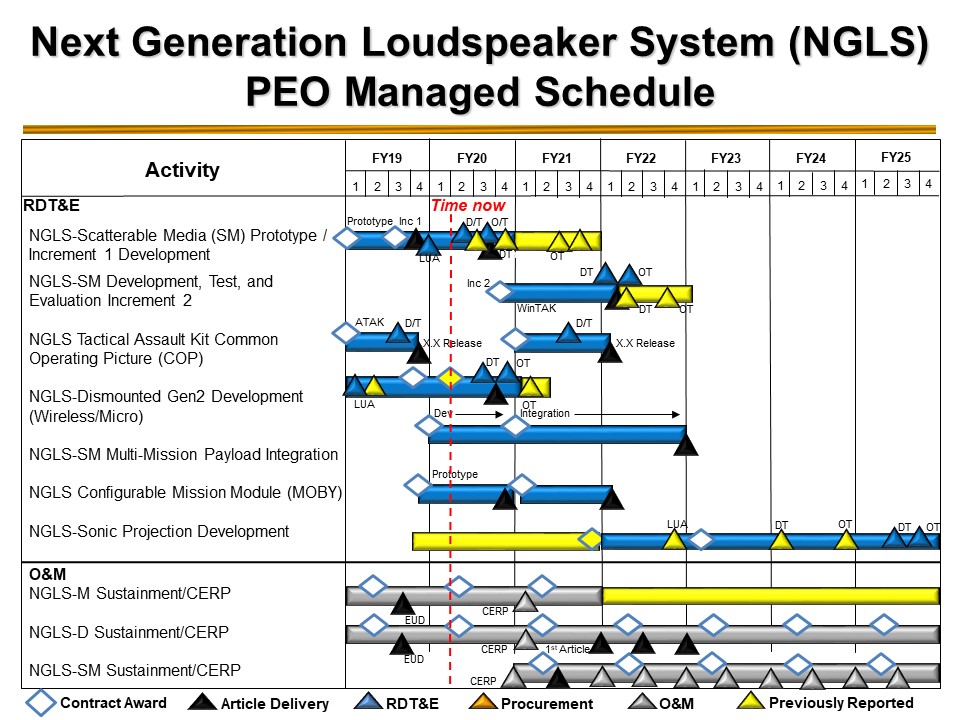 Next Generation Loudspeaker System (NGLS)
PEO Managed Schedule
Activity
FY19 FY20 FY21 FY22 FY23 FY24 FY25
1 2 3 4 1 2 3 4 1 2 3 4 1 2 3 4 1 2 3 4 1 2 3 4 1 2 3 4
RDT&E
Time now
Prototype Inc 1 D/T O/T
NGLS-Scatterable Media (SM) Prototype /
Increment 1 Development
LUA DT OT
NGLS-SM Development, Test, and
Evaluation Increment 2
Inc 2 DT OT
WinTAK DT OT
ATAK D/T D/T
NGLS Tactical Assault Kit Common
Operating Picture (COP)
X.X Release X.X Release
DT OT
NGLS-Dismounted Gen2 Development
(Wireless/Micro)
LUA OT
Dev Integration
NGLS-SM Multi-Mission Payload Integration
Prototype
NGLS Configurable Mission Module (MOBY)
NGLS-Sonic Projection Development
LUA DT OT DT OT
O&M
NGLS-M Sustainment/CERP
EUD CERP
NGLS-D Sustainment/CERP
EUD CERP 1st Article
NGLS-SM Sustainment/CERP
CERP
Contract Award Article Delivery RDT&E Procurement O&M Previously Reported